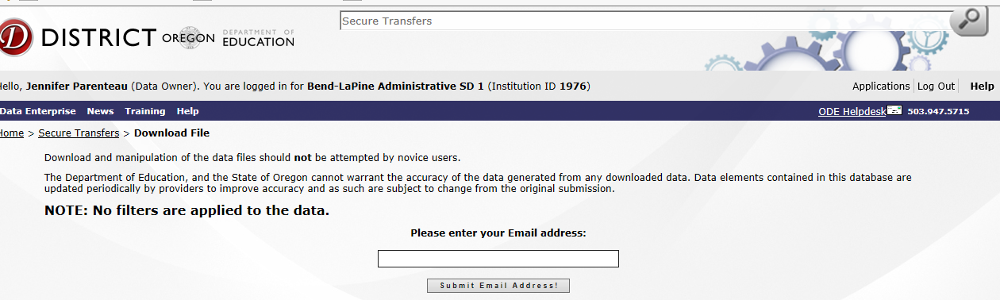 Secure Transfers
D DISTRICT OREGON DEPARTMENT OF
EDUCATION
ello, Jennifer Parenteau (Data Owner). You are logged in for Bend-LaPine Administrative SD 1 (Institution ID 1976)
Applications Log Out Help
Data Enterprise News Training Help
ODE Helpdesk 503.947.5715
Home > Secure Transfers > Download File
Download and manipulation of the data files should not be attempted by novice users.
The Department of Education, and the State of Oregon cannot warrant the accuracy of the data generated from any downloaded data. Data elements contained in this database are
updated periodically by providers to improve accuracy and as such are subject to change from the original submission.
NOTE: No filters are applied to the data.
Please enter your Email address:
Submit Email Address!